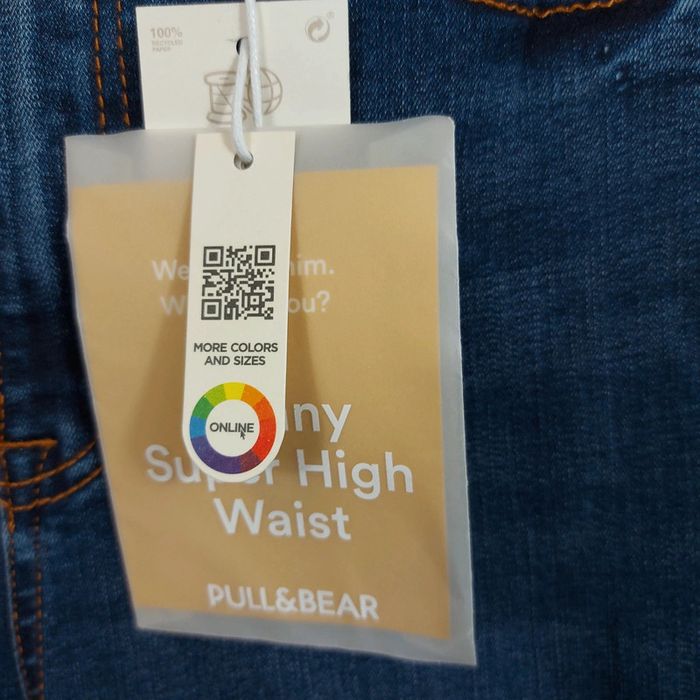 100%
RECYCLED
PAPER
MORE COLORS
AND SIZES
ONLINE
High
Waist
PULL&BEAR